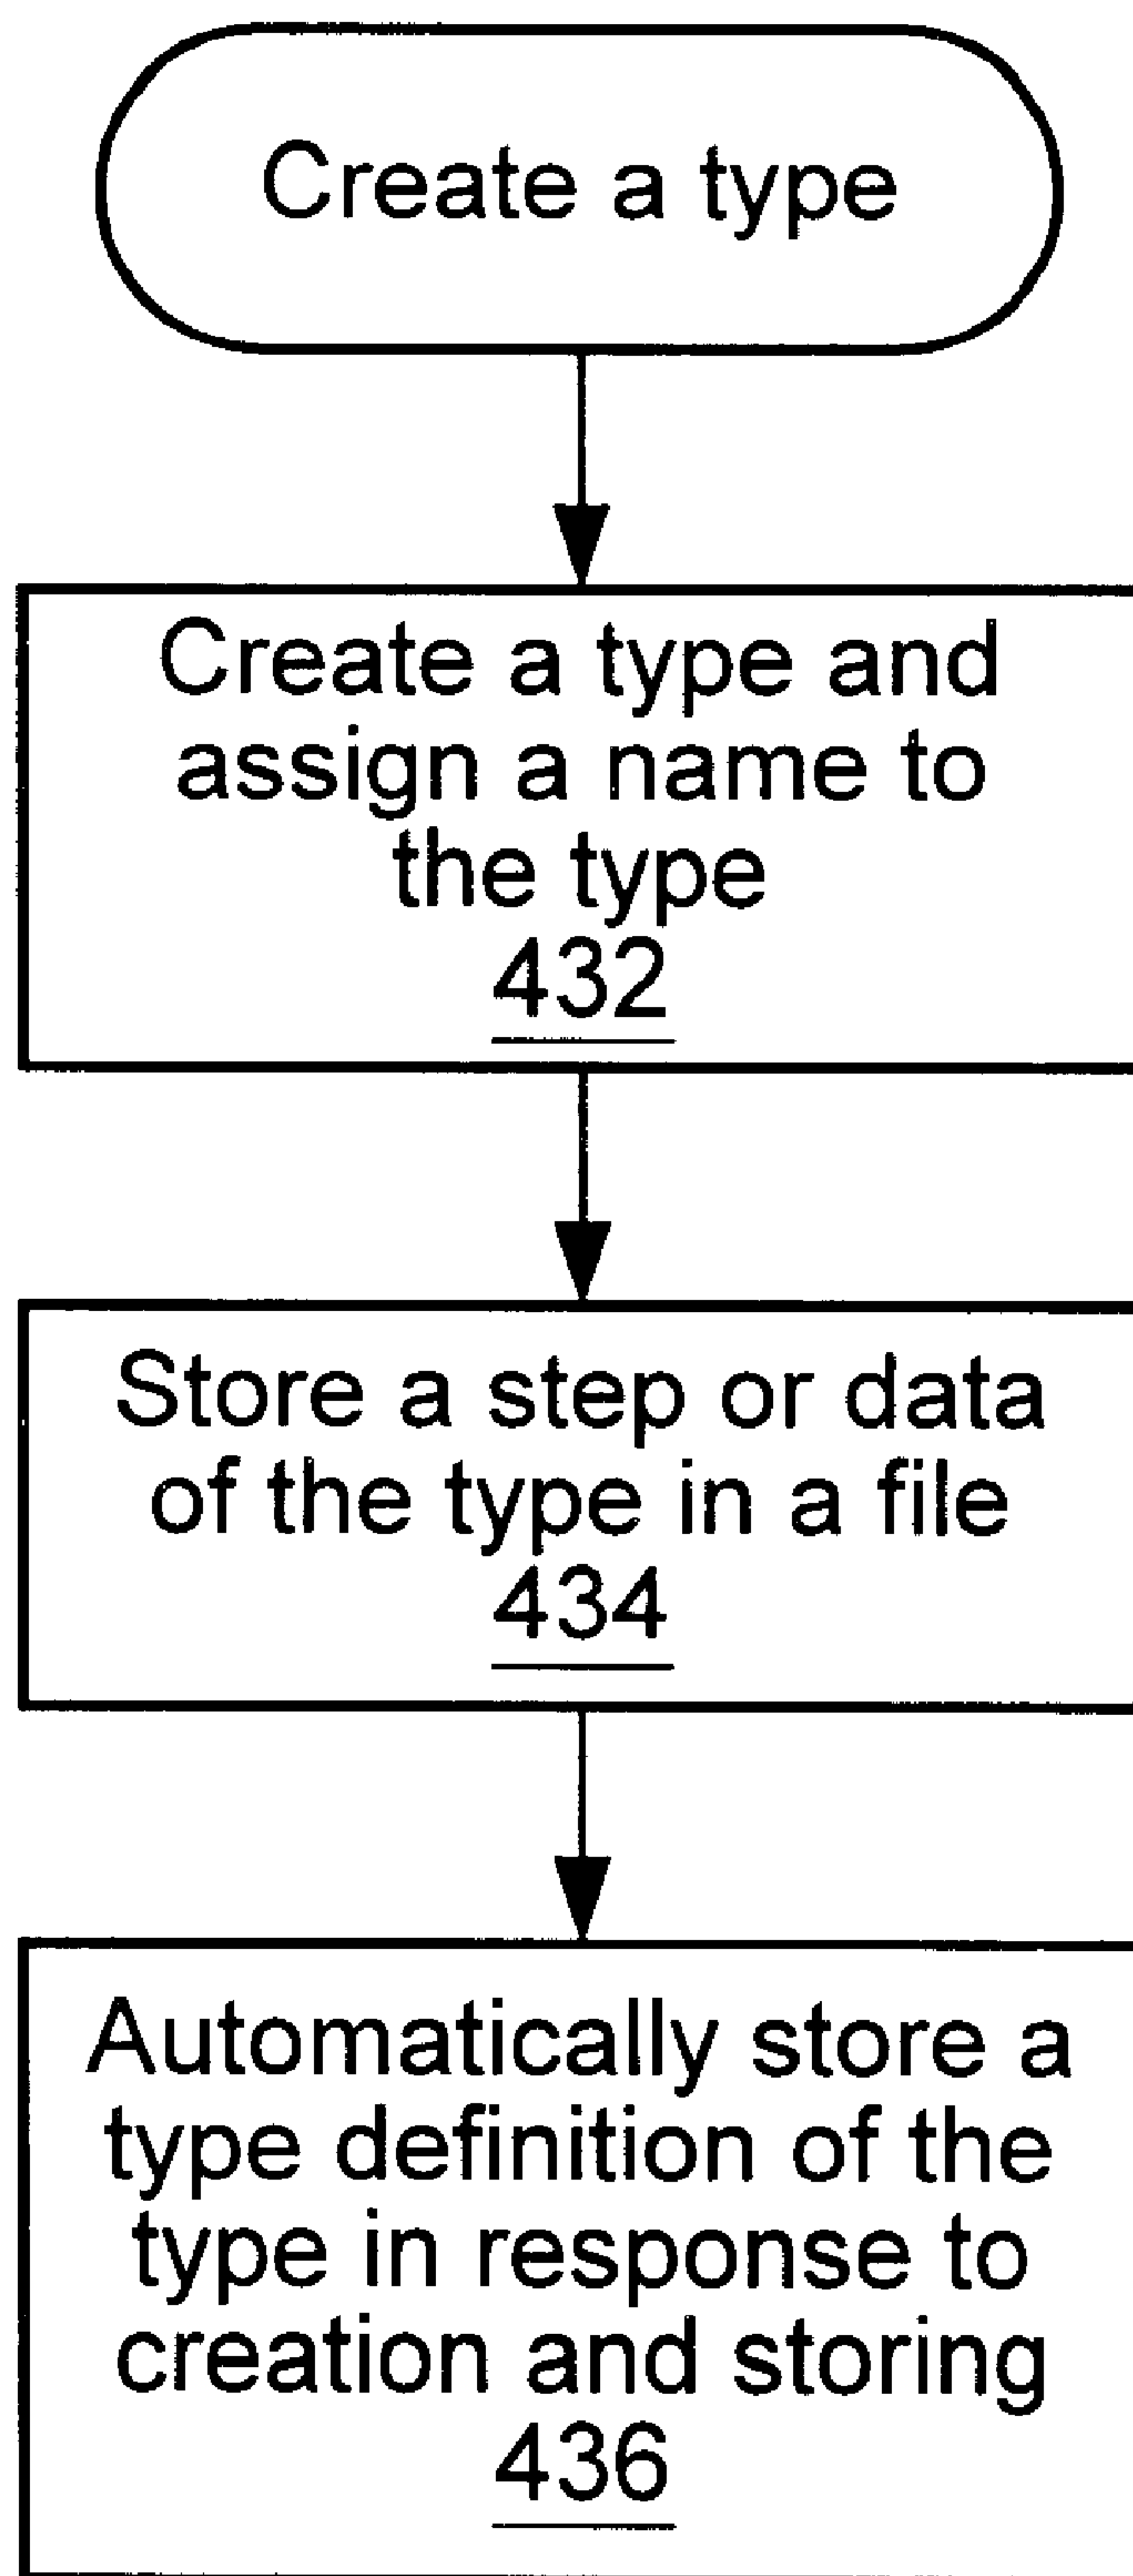 Create a type
Create a type and
assign a name to
the type
432
Store a step or data
of the type in a file
434
Automatically store a
type definition of the
type in response to
creation and storing
436